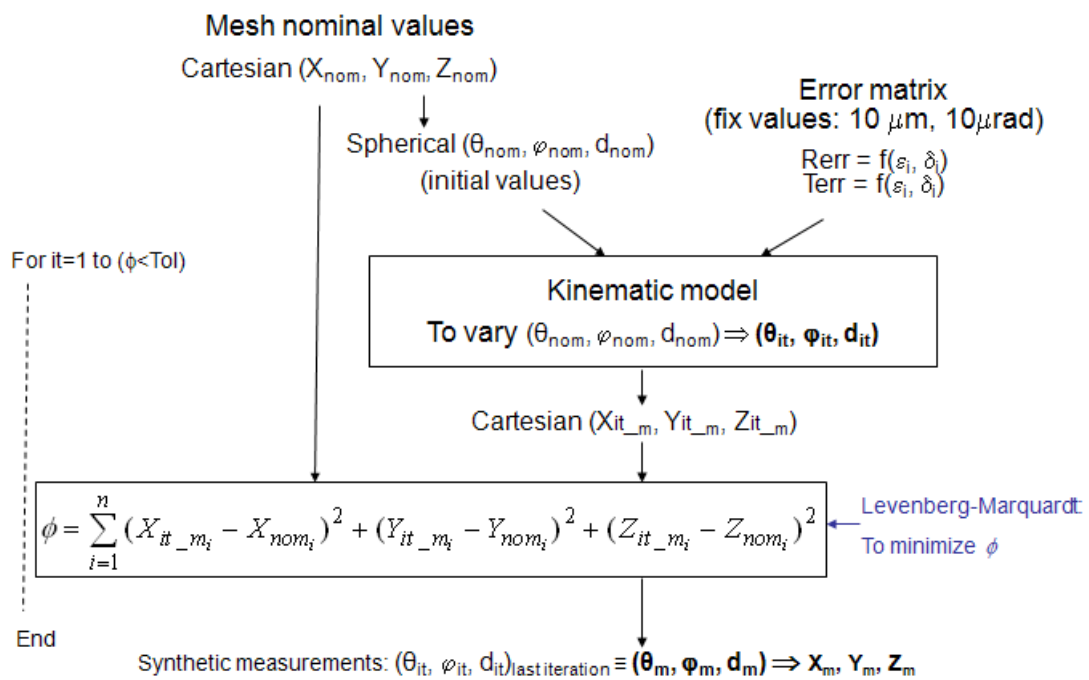 Mesh nominal values
Cartesian (Xnom, Ynom, Znom)
Error matrix
(fix values: 10 μm, 10μrad)
Spherical (θnom, φnom, dnom)
(initial values)
Rerr = f(εi, δi)
Terr = f(εi, δi)
For it=1 to (ϕ<Tol)
Kinematic model
To vary (θnom, φnom, dnom) ⇒ (θit, φit, dit)
Cartesian (Xit_m, Yit_m, Zit_m)
ϕ = ∑_{i=1}^{n} (X_{it_m_i} − X_{nom_i})² + (Y_{it_m_i} − Y_{nom_i})² + (Z_{it_m_i} − Z_{nom_i})²
Levenberg-Marquardt:
To minimize ϕ
End
Synthetic measurements: (θit, φit, dit)last iteration ≡ (θm, φm, dm) ⇒ Xm, Ym, Zm